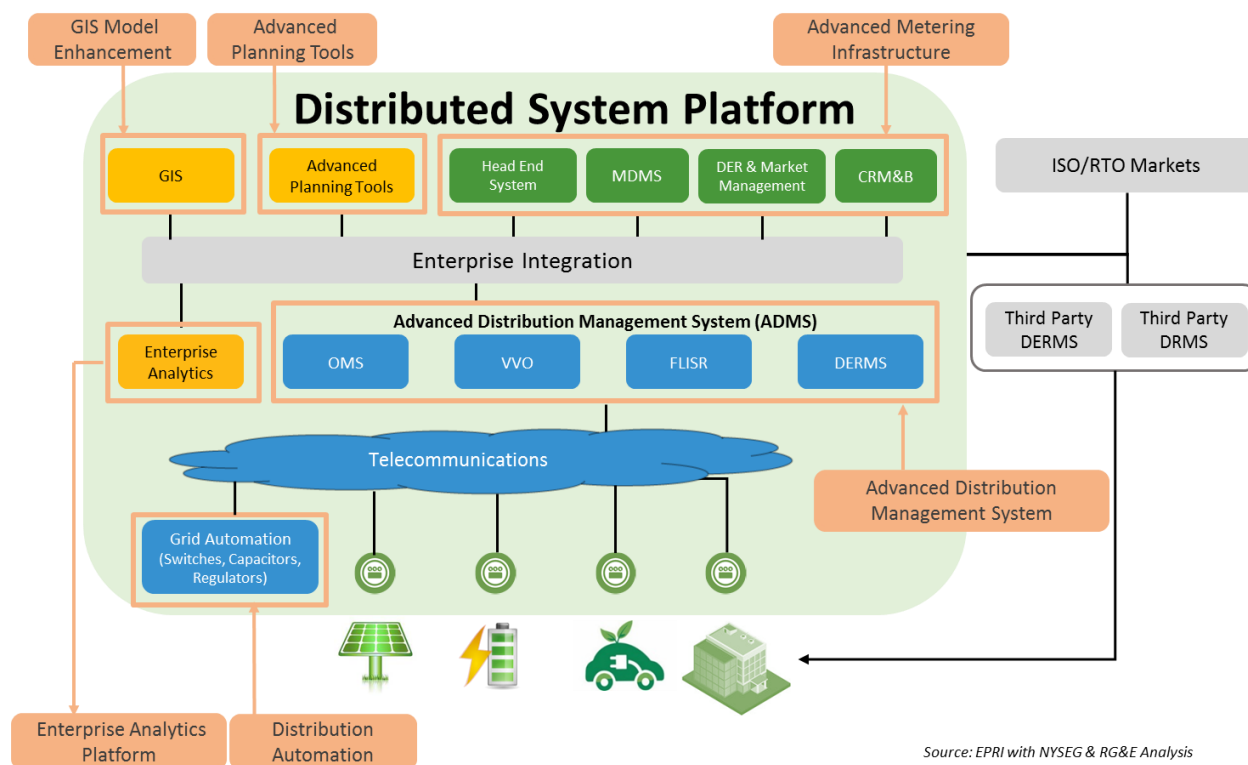 GIS Model
Enhancement
Advanced
Planning Tools
Advanced Metering
Infrastructure
Distributed System Platform
GIS
Advanced
Planning Tools
Head End
System
MDMS
DER & Market
Management
CRM&B
ISO/RTO Markets
Enterprise Integration
Third Party
DERMS
Third Party
DRMS
Advanced Distribution Management System (ADMS)
Enterprise
Analytics
OMS
VVO
FLISR
DERMS
Telecommunications
Advanced Distribution
Management System
Grid Automation
(Switches, Capacitors,
Regulators)
Enterprise Analytics
Platform
Distribution
Automation
Source: EPRI with NYSEG & RG&E Analysis